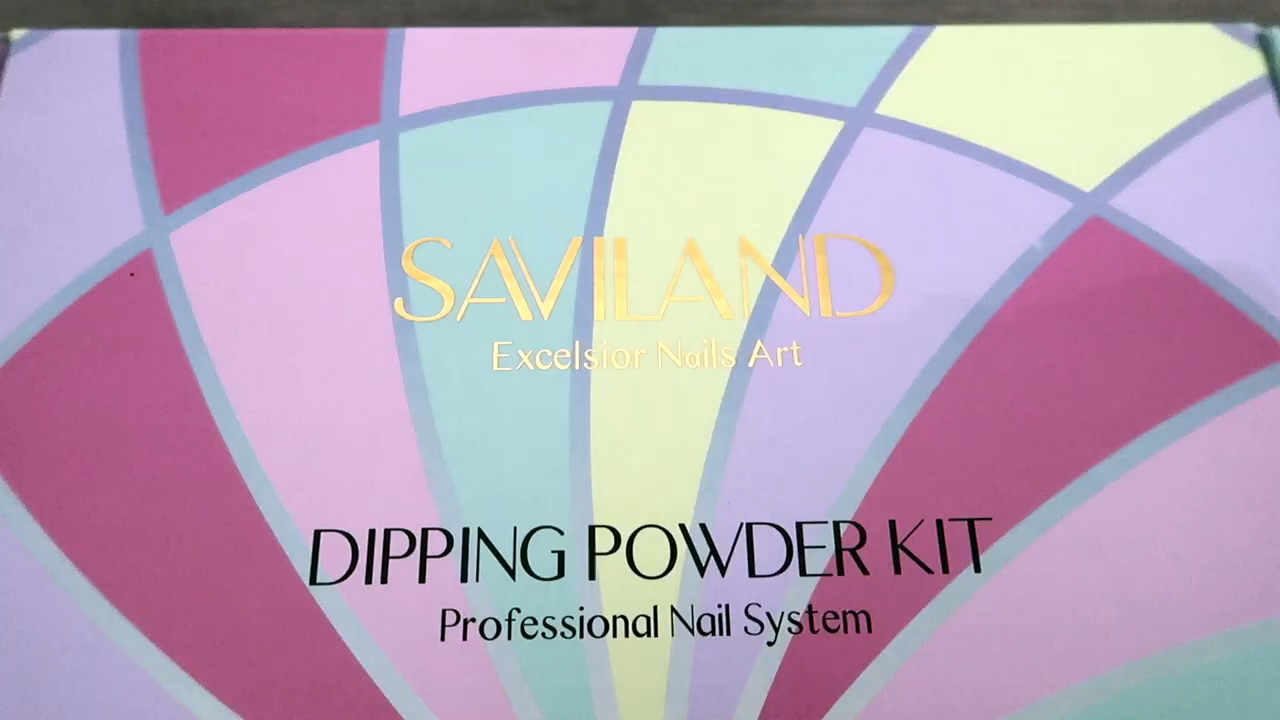 SAVILAND
Excelsior Nails Art
DIPPING POWDER KIT
Professional Nail System